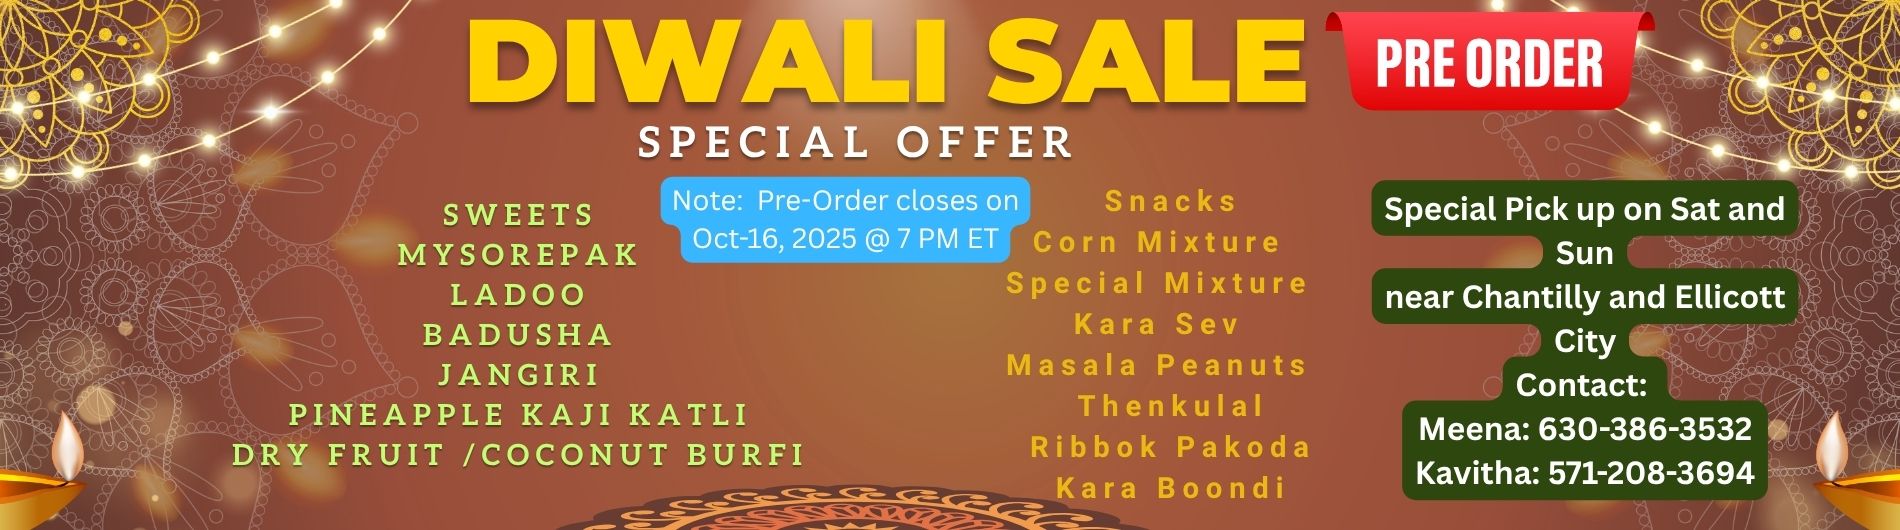 DIWALI SALE
PRE ORDER
SPECIAL OFFER
SWEETS
MYSOREPAK
LADOO
BADUSHA
JANGIRI
PINEAPPLE KAJI KATLI
DRY FRUIT /COCONUT BURFI
Note: Pre-Order closes on
Oct-16, 2025 @ 7 PM ET
Snacks
Corn Mixture
Special Mixture
Kara Sev
Masala Peanuts
Thenkulal
Ribbok Pakoda
Kara Boondi
Special Pick up on Sat and
Sun
near Chantilly and Ellicott
City
Contact:
Meena: 630-386-3532
Kavitha: 571-208-3694